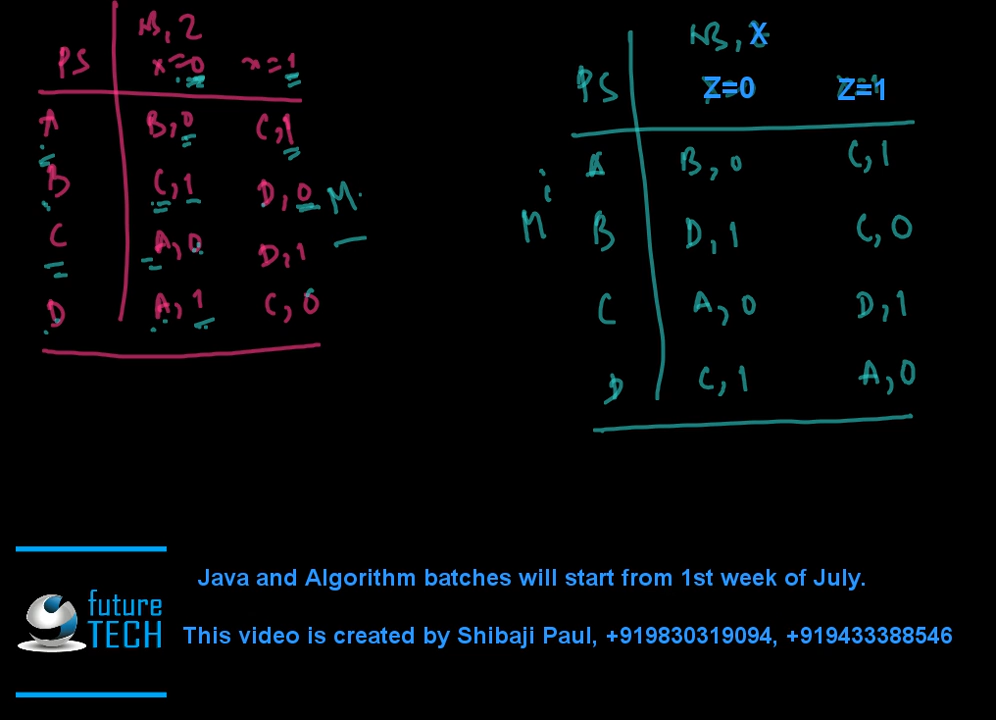 NS, Z
PS x=0 x=1
A B,0 C,1
B C,1 D,0
C A,0 D,1
D A,1 C,0
M
NS, X
PS Z=0 Z=1
A B,0 C,1
B D,1 C,0
C A,0 D,1
D C,1 A,0
Mⁱ
Java and Algorithm batches will start from 1st week of July.
future
TECH
This video is created by Shibaji Paul, +919830319094, +919433388546